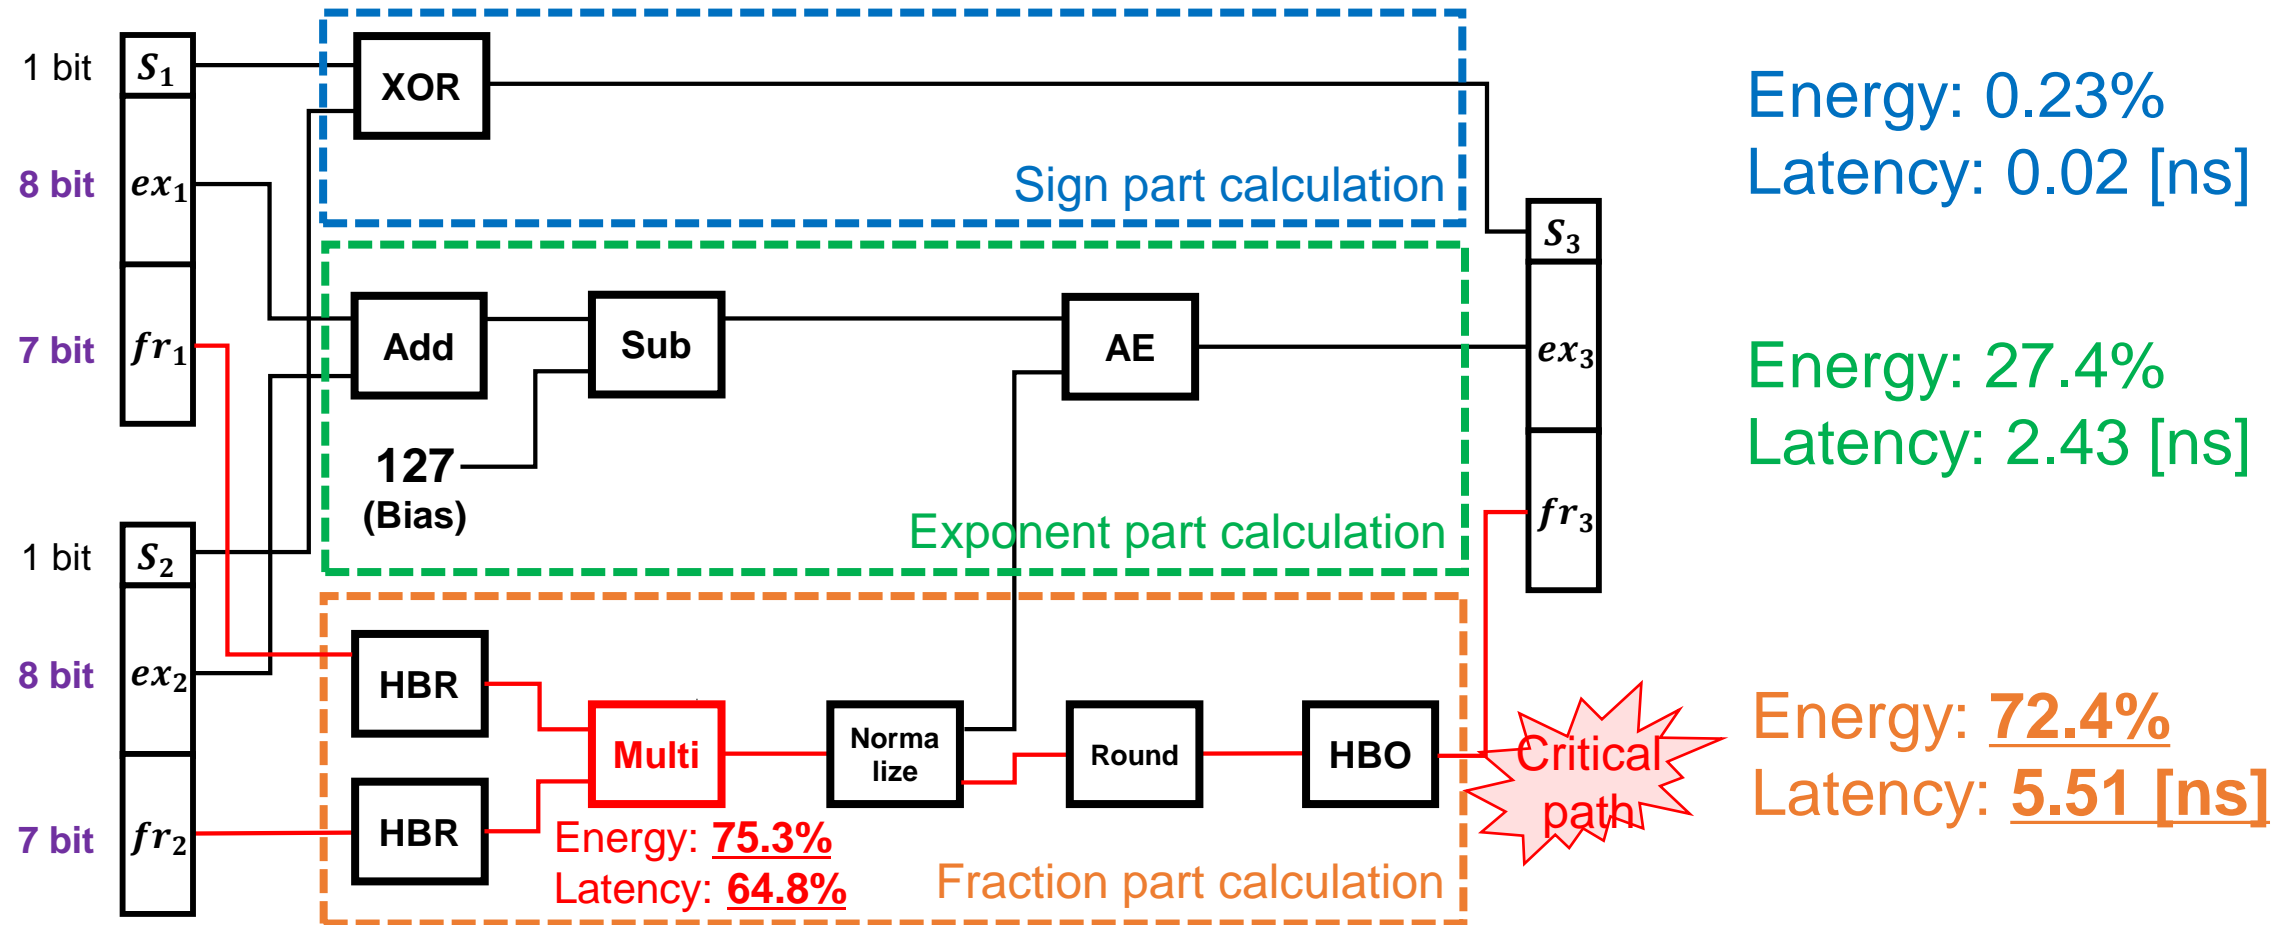 1 bit
S1
XOR
8 bit
ex1
Sign part calculation
7 bit
fr1
Add
Sub
AE
127
(Bias)
Exponent part calculation
1 bit
S2
8 bit
ex2
7 bit
fr2
HBR
HBR
Multi
Energy: 75.3%
Latency: 64.8%
Norma
lize
Round
HBO
Fraction part calculation
Critical
path
S3
ex3
fr3
Energy: 0.23%
Latency: 0.02 [ns]
Energy: 27.4%
Latency: 2.43 [ns]
Energy: 72.4%
Latency: 5.51 [ns]